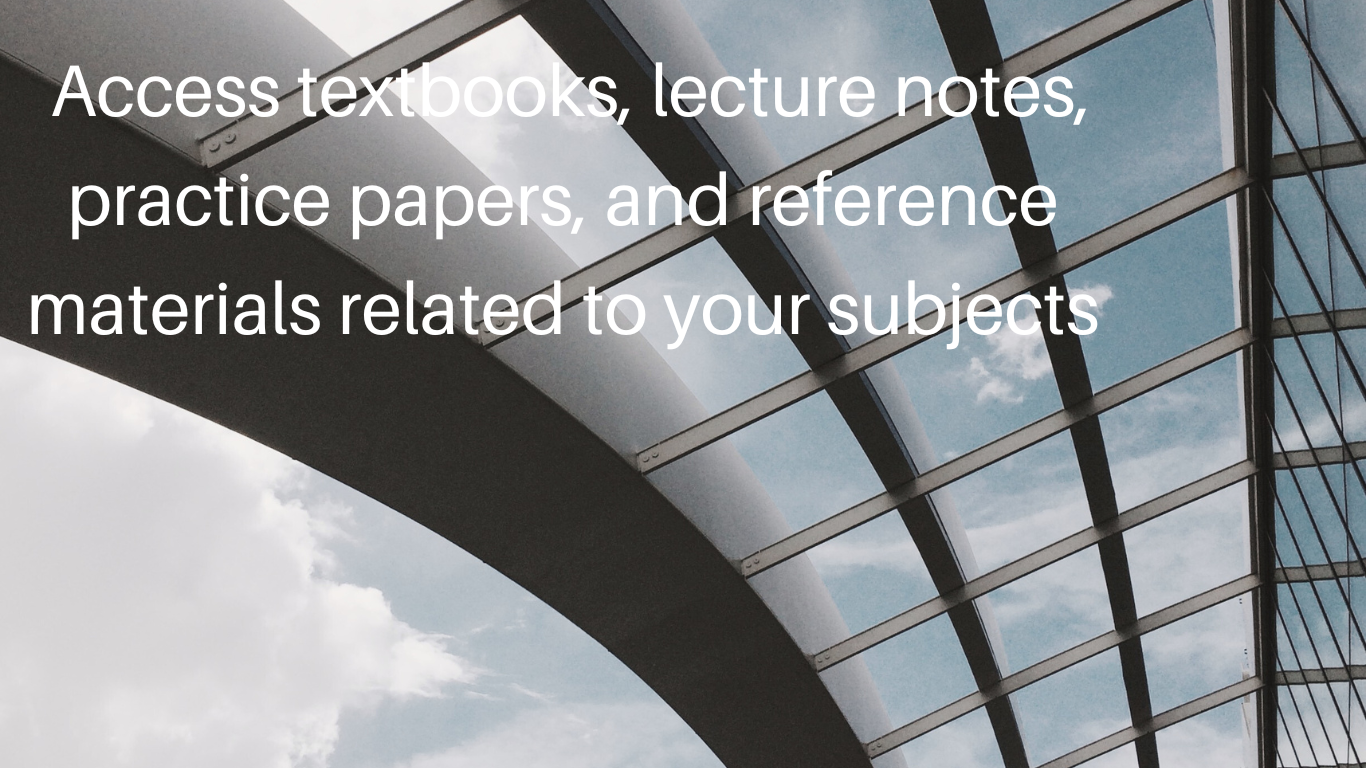 Access textbooks, lecture notes,
practice papers, and reference
materials related to your subjects